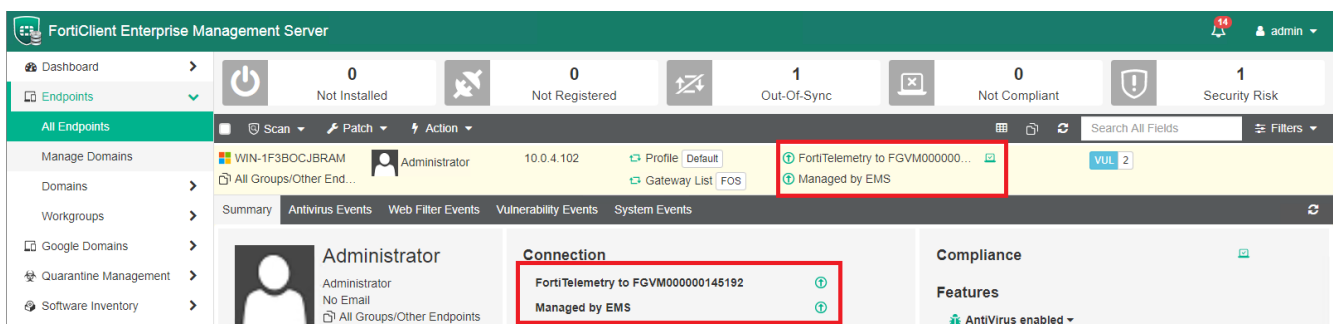 FortiClient Enterprise Management Server
14
admin
Dashboard
Endpoints
All Endpoints
Manage Domains
Domains
Workgroups
Google Domains
Quarantine Management
Software Inventory
0
Not Installed
0
Not Registered
1
Out-Of-Sync
0
Not Compliant
1
Security Risk
Scan Patch Action Search All Fields Filters
WIN-1F3BOCJBRAM Administrator 10.0.4.102 Profile Default FortiTelemetry to FGVM000000... VUL 2
All Groups/Other End... Gateway List FOS Managed by EMS
Summary Antivirus Events Web Filter Events Vulnerability Events System Events
Administrator
Administrator
No Email
All Groups/Other Endpoints
Connection
FortiTelemetry to FGVM000000145192
Managed by EMS
Compliance
Features
AntiVirus enabled